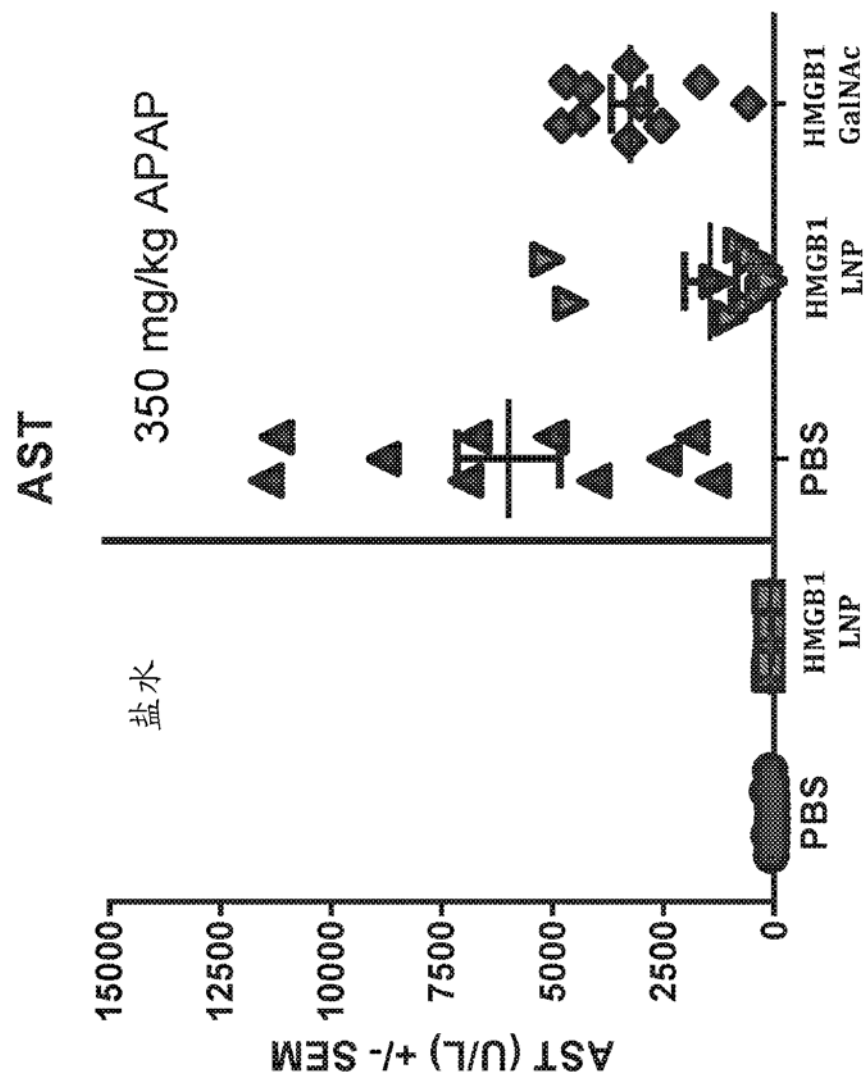 AST
盐水
350 mg/kg APAP
AST (U/L) +/- SEM
15000
12500
10000
7500
5000
2500
0
PBS
HMGB1
LNP
PBS
HMGB1
LNP
HMGB1
GalNAc